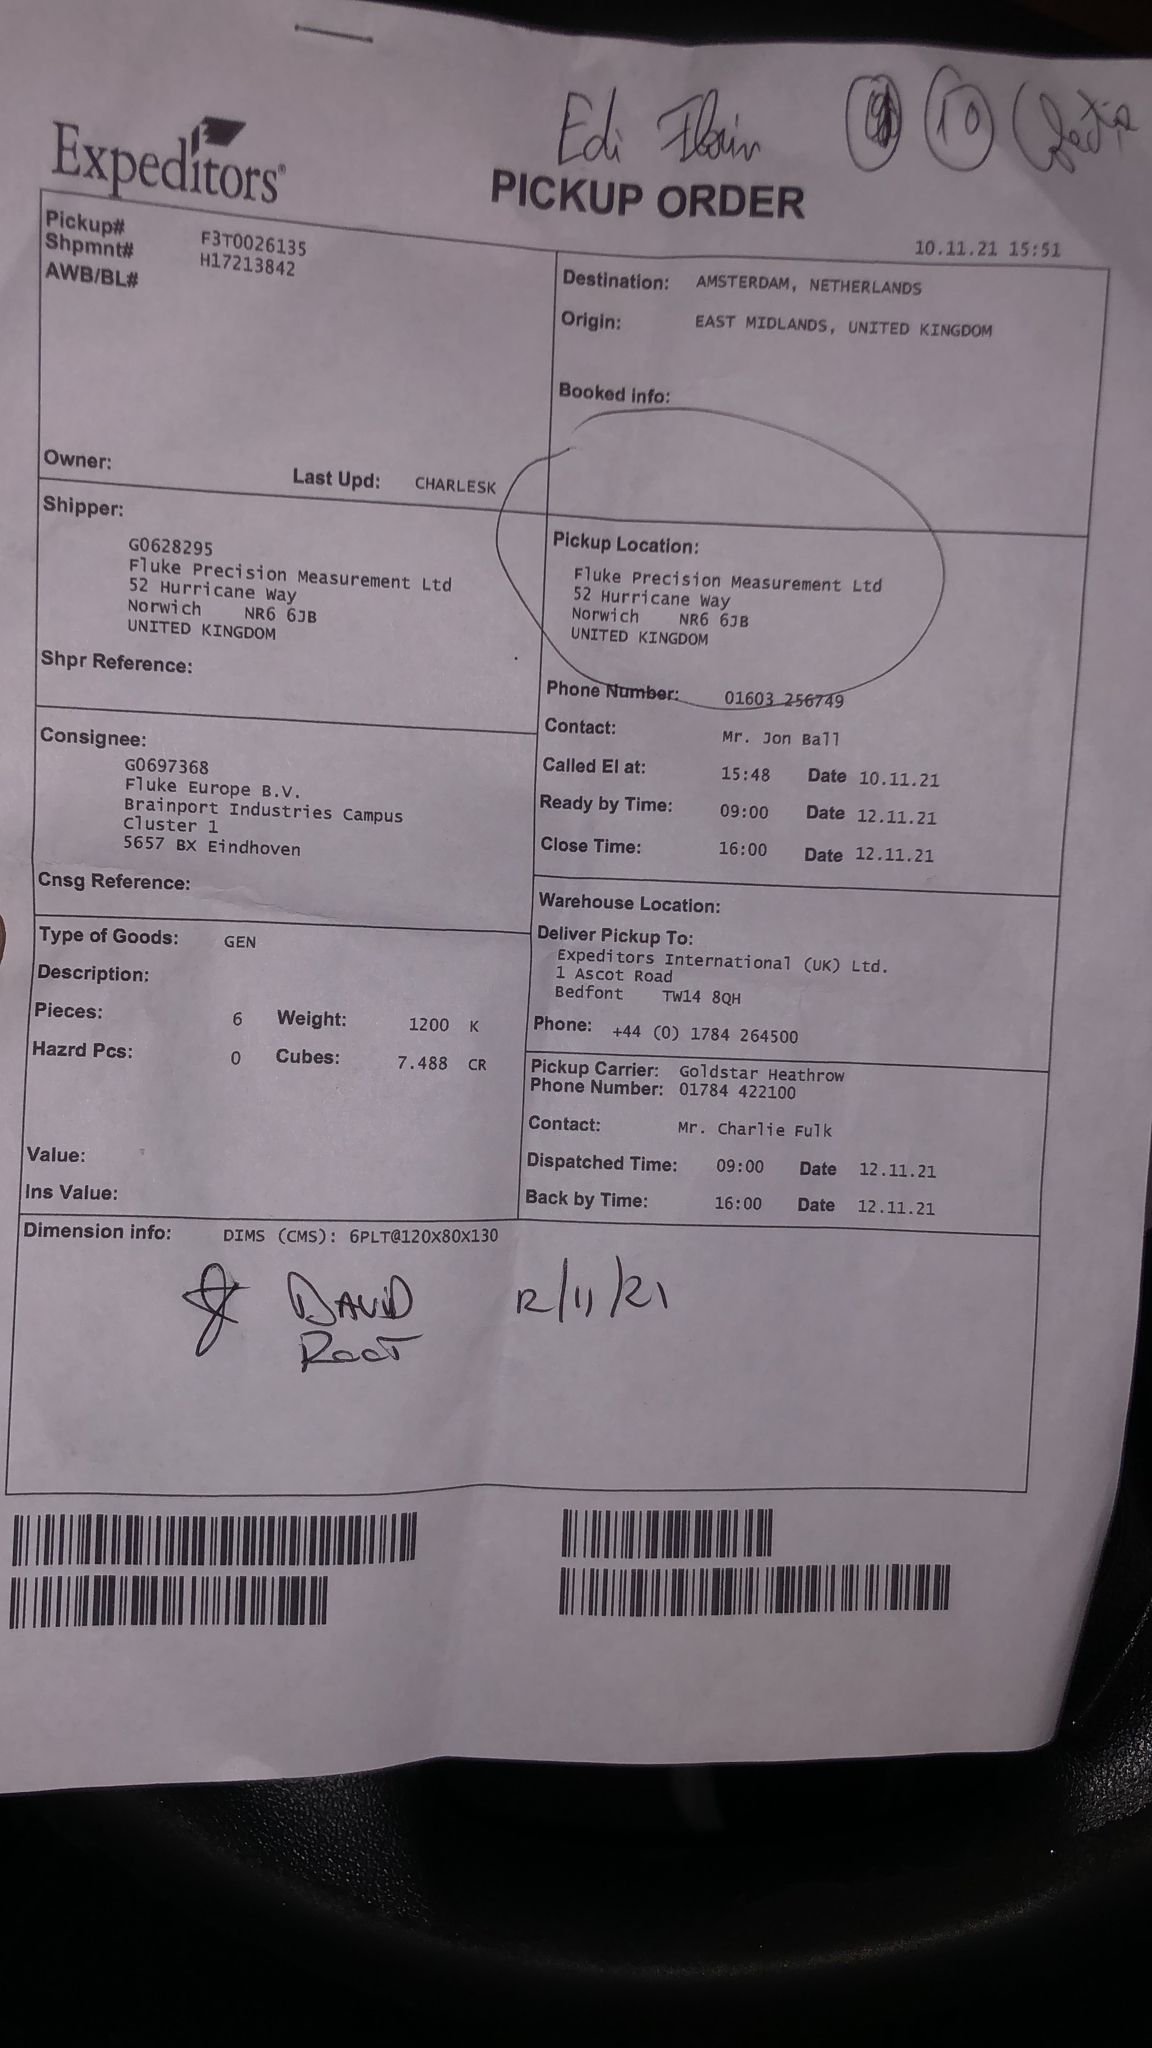 Edi 10
Expeditors®
PICKUP ORDER
10.11.21 15:51
Pickup# F3T0026135
Shpmnt# H17213842
AWB/BL#
Destination: AMSTERDAM, NETHERLANDS
Origin: EAST MIDLANDS, UNITED KINGDOM
Booked info:
Owner: Last Upd: CHARLESK
Shipper:
G0628295
Fluke Precision Measurement Ltd
52 Hurricane Way
Norwich NR6 6JB
UNITED KINGDOM
Shpr Reference:
Pickup Location:
Fluke Precision Measurement Ltd
52 Hurricane Way
Norwich NR6 6JB
UNITED KINGDOM
Phone Number: 01603 256749
Contact: Mr. Jon Ball
Called EI at: 15:48 Date 10.11.21
Ready by Time: 09:00 Date 12.11.21
Close Time: 16:00 Date 12.11.21
Consignee:
G0697368
Fluke Europe B.V.
Brainport Industries Campus
Cluster 1
5657 BX Eindhoven
Cnsg Reference:
Warehouse Location:
Deliver Pickup To:
Expeditors International (UK) Ltd.
1 Ascot Road
Bedfont TW14 8QH
Phone: +44 (0) 1784 264500
Type of Goods: GEN
Description:
Pieces: 6 Weight: 1200 K
Hazrd Pcs: 0 Cubes: 7.488 CR
Value:
Ins Value:
Pickup Carrier: Goldstar Heathrow
Phone Number: 01784 422100
Contact: Mr. Charlie Fulk
Dispatched Time: 09:00 Date 12.11.21
Back by Time: 16:00 Date 12.11.21
Dimension info: DIMS (CMS): 6PLT@120X80X130
DAVID 12/11/21
Root